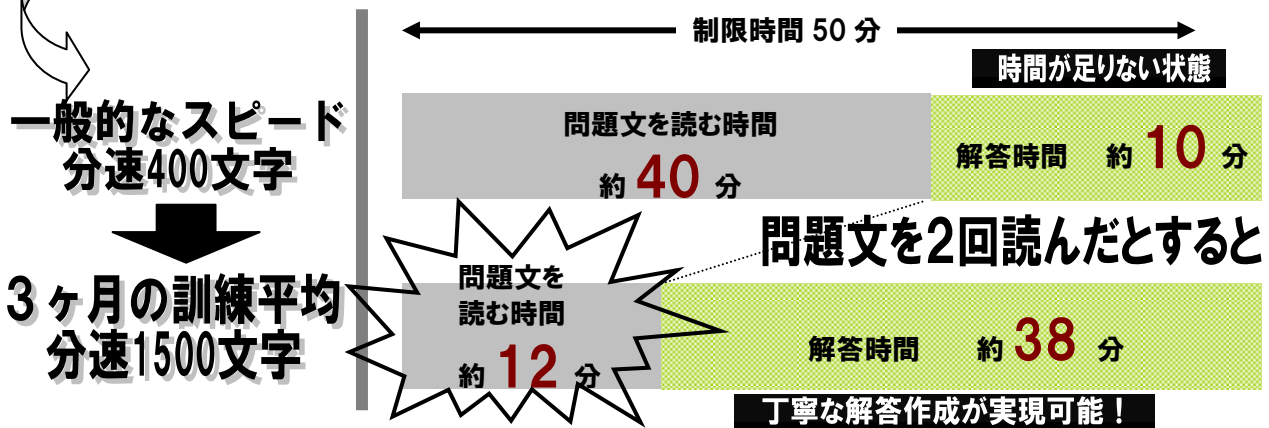 制限時間 50 分
時間が足りない状態
一般的なスピード
分速400文字
問題文を読む時間
約 40 分
解答時間 約 10 分
問題文を2回読んだとすると
3ヶ月の訓練平均
分速1500文字
問題文を
読む時間
約 12 分
解答時間 約 38 分
丁寧な解答作成が実現可能！